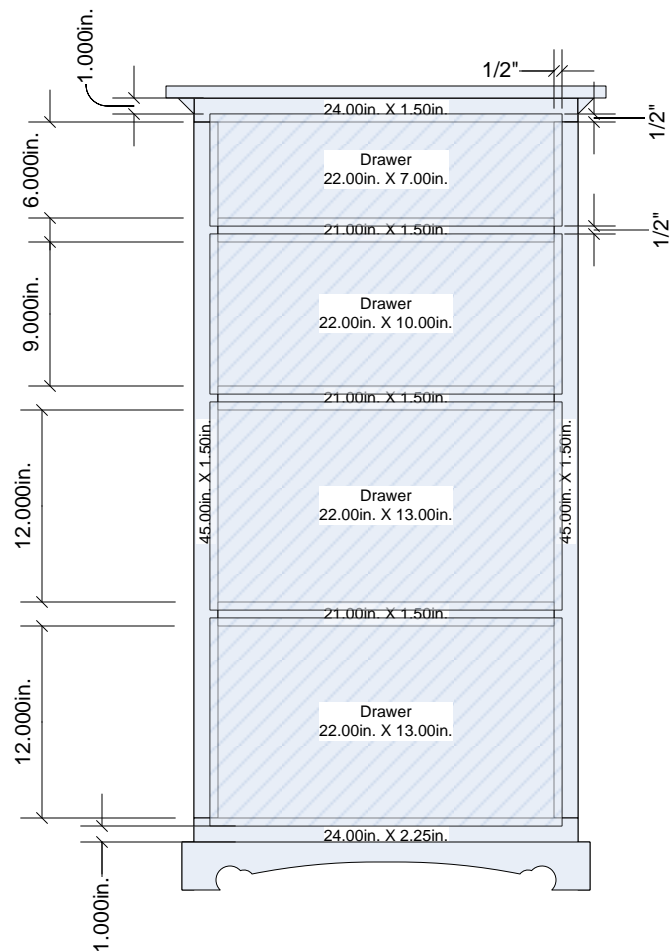 1.000in.
1/2"
24.00in. X 1.50in.
1/2"
6.000in.
Drawer
22.00in. X 7.00in.
21.00in. X 1.50in.
1/2"
9.000in.
Drawer
22.00in. X 10.00in.
21.00in. X 1.50in.
45.00in. X 1.50in.
45.00in. X 1.50in.
12.000in.
Drawer
22.00in. X 13.00in.
21.00in. X 1.50in.
12.000in.
Drawer
22.00in. X 13.00in.
24.00in. X 2.25in.
1.000in.